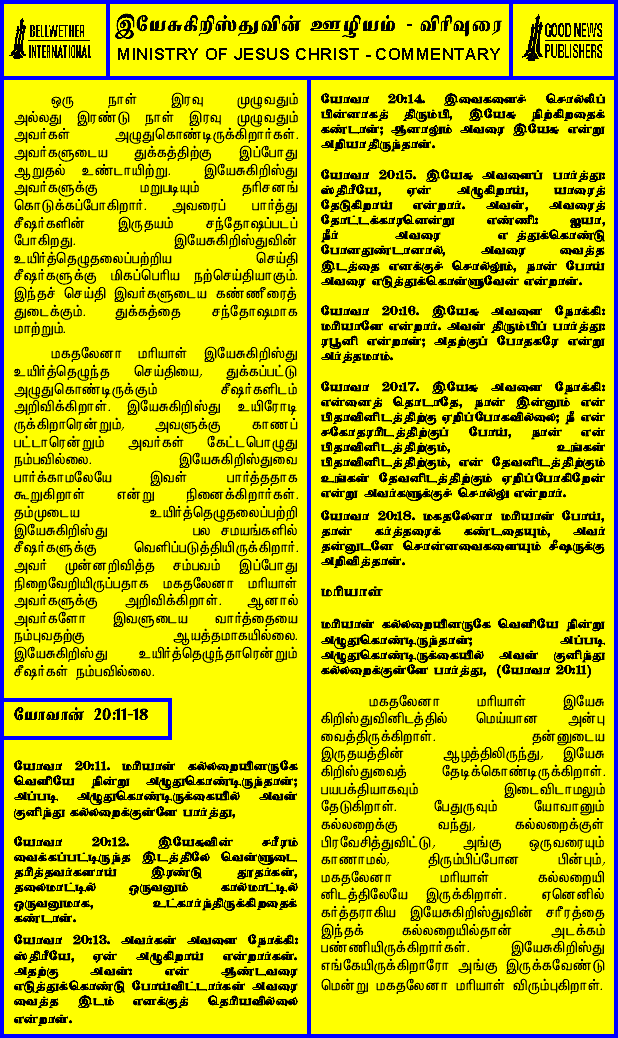 BELLWETHER
INTERNATIONAL
இயேசுகிறிஸ்துவின் ஊழியம் - விரிவுரை
MINISTRY OF JESUS CHRIST - COMMENTARY
GOOD NEWS
PUBLISHERS
ஒரு நாள் இரவு முழுவதும்
அல்லது இரண்டு நாள் இரவு முழுவதும்
அவர்கள் அழுதுகொண்டிருக்கிறார்கள்.
அவர்களுடைய துக்கத்திற்கு இப்போது
ஆறுதல் உண்டாயிற்று. இயேசுகிறிஸ்து
அவர்களுக்கு மறுபடியும் தரிசனங்
கொடுக்கப்போகிறார். அவரைப் பார்த்து
சீஷர்களின் இருதயம் சந்தோஷப்படப்
போகிறது. இயேசுகிறிஸ்துவின்
உயிர்த்தெழுதலைப்பற்றிய செய்தி
சீஷர்களுக்கு மிகப்பெரிய நற்செய்தியாகும்.
இந்தச் செய்தி இவர்களுடைய கண்ணீரைத்
துடைக்கும். துக்கத்தை சந்தோஷமாக
மாற்றும்.
மகதலேனா மரியாள் இயேசுகிறிஸ்து
உயிர்த்தெழுந்த செய்தியை, துக்கப்பட்டு
அழுதுகொண்டிருக்கும் சீஷர்களிடம்
அறிவிக்கிறாள். இயேசுகிறிஸ்து உயிரோடி
ருக்கிறாரென்றும், அவளுக்கு காணப்
பட்டாரென்றும் அவர்கள் கேட்டபொழுது
நம்பவில்லை. இயேசுகிறிஸ்துவை
பார்க்காமலேயே இவள் பார்த்ததாக
கூறுகிறாள் என்று நினைக்கிறார்கள்.
தம்முடைய உயிர்த்தெழுதலைப்பற்றி
இயேசுகிறிஸ்து பல சமயங்களில்
சீஷர்களுக்கு வெளிப்படுத்தியிருக்கிறார்.
அவர் முன்னறிவித்த சம்பவம் இப்போது
நிறைவேறியிருப்பதாக மகதலேனா மரியாள்
அவர்களுக்கு அறிவிக்கிறாள். ஆனால்
அவர்களோ இவளுடைய வார்த்தையை
நம்புவதற்கு ஆயத்தமாகயில்லை.
இயேசுகிறிஸ்து உயிர்த்தெழுந்தாரென்றும்
சீஷர்கள் நம்பவில்லை.
யோவான் 20:11-18
யோவா 20:11. மரியாள் கல்லறையினருகே
வெளியே நின்று அழுதுகொண்டிருந்தாள்;
அப்படி அழுதுகொண்டிருக்கையில் அவள்
குனிந்து கல்லறைக்குள்ளே பார்த்து,
யோவா 20:12. இயேசுவின் சரீரம்
வைக்கப்பட்டிருந்த இடத்திலே வெள்ளுடை
தரித்தவர்களாய் இரண்டு தூதர்கள்,
தலைமாட்டில் ஒருவனும் கால்மாட்டில்
ஒருவனுமாக, உட்கார்ந்திருக்கிறதைக்
கண்டாள்.
யோவா 20:13. அவர்கள் அவளை நோக்கி:
ஸ்திரீயே, ஏன் அழுகிறாய் என்றார்கள்.
அதற்கு அவள்: என் ஆண்டவரை
எடுத்துக்கொண்டு போய்விட்டார்கள் அவரை
வைத்த இடம் எனக்குத் தெரியவில்லை
என்றாள்.
யோவா 20:14. இவைகளைச் சொல்லிப்
பின்னாகத் திரும்பி, இயேசு நிற்கிறதைக்
கண்டாள்; ஆனாலும் அவரை இயேசு என்று
அறியாதிருந்தாள்.
யோவா 20:15. இயேசு அவளைப் பார்த்து:
ஸ்திரீயே, ஏன் அழுகிறாய், யாரைத்
தேடுகிறாய் என்றார். அவள், அவரைத்
தோட்டக்காரனென்று எண்ணி: ஐயா,
நீர் அவரை எ த்துக்கொண்டு
போனதுண்டானால், அவரை வைத்த
இடத்தை எனக்குச் சொல்லும், நான் போய்
அவரை எடுத்துக்கொள்ளுவேன் என்றாள்.
யோவா 20:16. இயேசு அவளை நோக்கி:
மரியாளே என்றார். அவள் திரும்பிப் பார்த்து:
ரபூனி என்றாள்; அதற்குப் போதகரே என்று
அர்த்தமாம்.
யோவா 20:17. இயேசு அவளை நோக்கி:
என்னைத் தொடாதே, நான் இன்னும் என்
பிதாவினிடத்திற்கு ஏறிப்போகவில்லை; நீ என்
சகோதரரிடத்திற்குப் போய், நான் என்
பிதாவினிடத்திற்கும், உங்கள்
பிதாவினிடத்திற்கும், என் தேவனிடத்திற்கும்
உங்கள் தேவனிடத்திற்கும் ஏறிப்போகிறேன்
என்று அவர்களுக்குச் சொல்லு என்றார்.
யோவா 20:18. மகதலேனா மரியாள் போய்,
தான் கர்த்தரைக் கண்டதையும், அவர்
தன்னுடனே சொன்னவைகளையும் சீஷருக்கு
அறிவித்தாள்.
மரியாள்
மரியாள் கல்லறையினருகே வெளியே நின்று
அழுதுகொண்டிருந்தாள்; அப்படி
அழுதுகொண்டிருக்கையில் அவள் குனிந்து
கல்லறைக்குள்ளே பார்த்து, (யோவா 20:11)
மகதலேனா மரியாள் இயேசு
கிறிஸ்துவினிடத்தில் மெய்யான அன்பு
வைத்திருக்கிறாள். தன்னுடைய
இருதயத்தின் ஆழத்திலிருந்து, இயேசு
கிறிஸ்துவைத் தேடிக்கொண்டிருக்கிறாள்.
பயபக்தியாகவும் இடைவிடாமலும்
தேடுகிறாள். பேதுருவும் யோவானும்
கல்லறைக்கு வந்து, கல்லறைக்குள்
பிரவேசித்துவிட்டு, அங்கு ஒருவரையும்
காணாமல், திரும்பிப்போன பின்பும்,
மகதலேனா மரியாள் கல்லறையி
னிடத்திலேயே இருக்கிறாள். ஏனெனில்
கர்த்தராகிய இயேசுகிறிஸ்துவின் சரீரத்தை
இந்தக் கல்லறையில்தான் அடக்கம்
பண்ணியிருக்கிறார்கள். இயேசுகிறிஸ்து
எங்கேயிருக்கிறாரோ அங்கு இருக்கவேண்டு
மென்று மகதலேனா மரியாள் விரும்புகிறாள்.